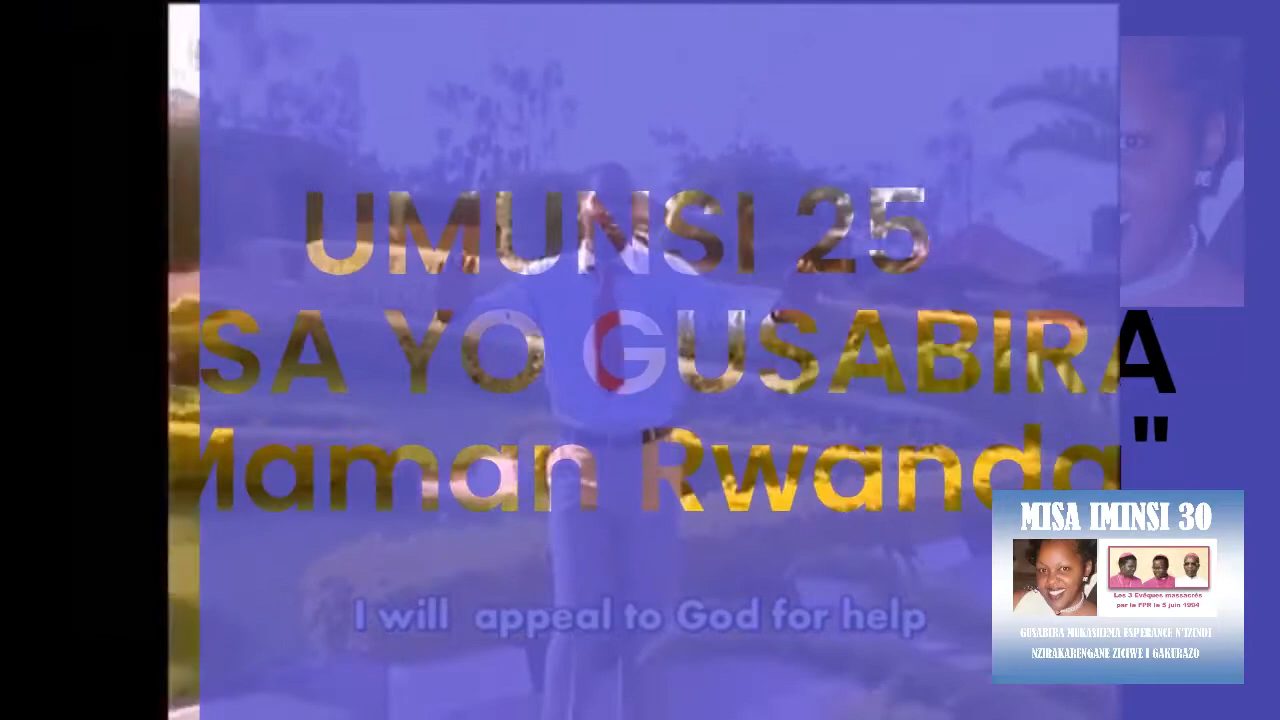 UMUNSI 25
SA YO GUSABIRA
Maman Rwanda"
I will appeal to God for help
MISA IMINSI 30
Les 3 Evêques massacrés
par le FPR le 5 juin 1994
GUSABIRA MUKASHEMA ESPERANCE N'IZINDI
NZIRAKARENGANE ZICIWE I GAKURAZO